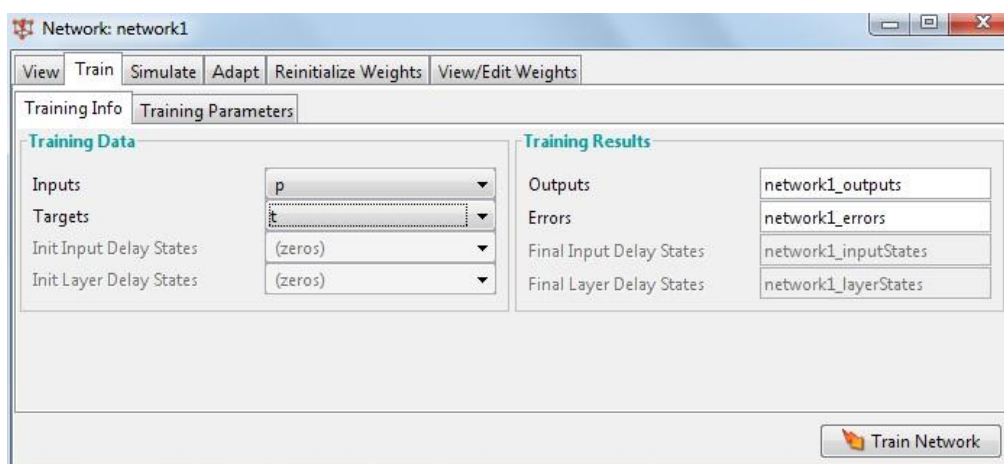 Network: network1
View Train Simulate Adapt Reinitialize Weights View/Edit Weights
Training Info Training Parameters
Training Data
Inputs p
Targets t
Init Input Delay States (zeros)
Init Layer Delay States (zeros)
Training Results
Outputs network1_outputs
Errors network1_errors
Final Input Delay States network1_inputStates
Final Layer Delay States network1_layerStates
Train Network